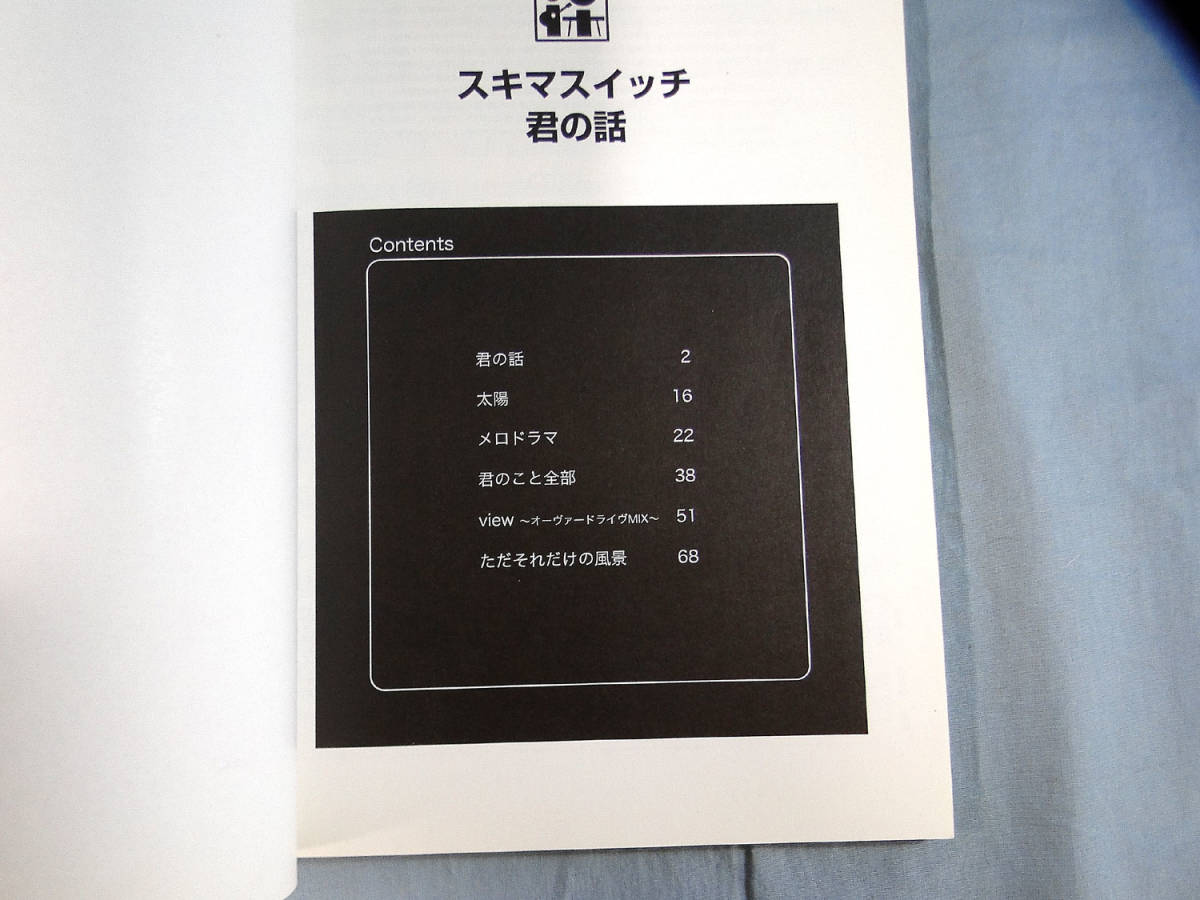 スキマスイッチ
君の話
Contents
君の話 2
太陽 16
メロドラマ 22
君のこと全部 38
view ～オーヴァードライヴMIX～ 51
ただそれだけの風景 68